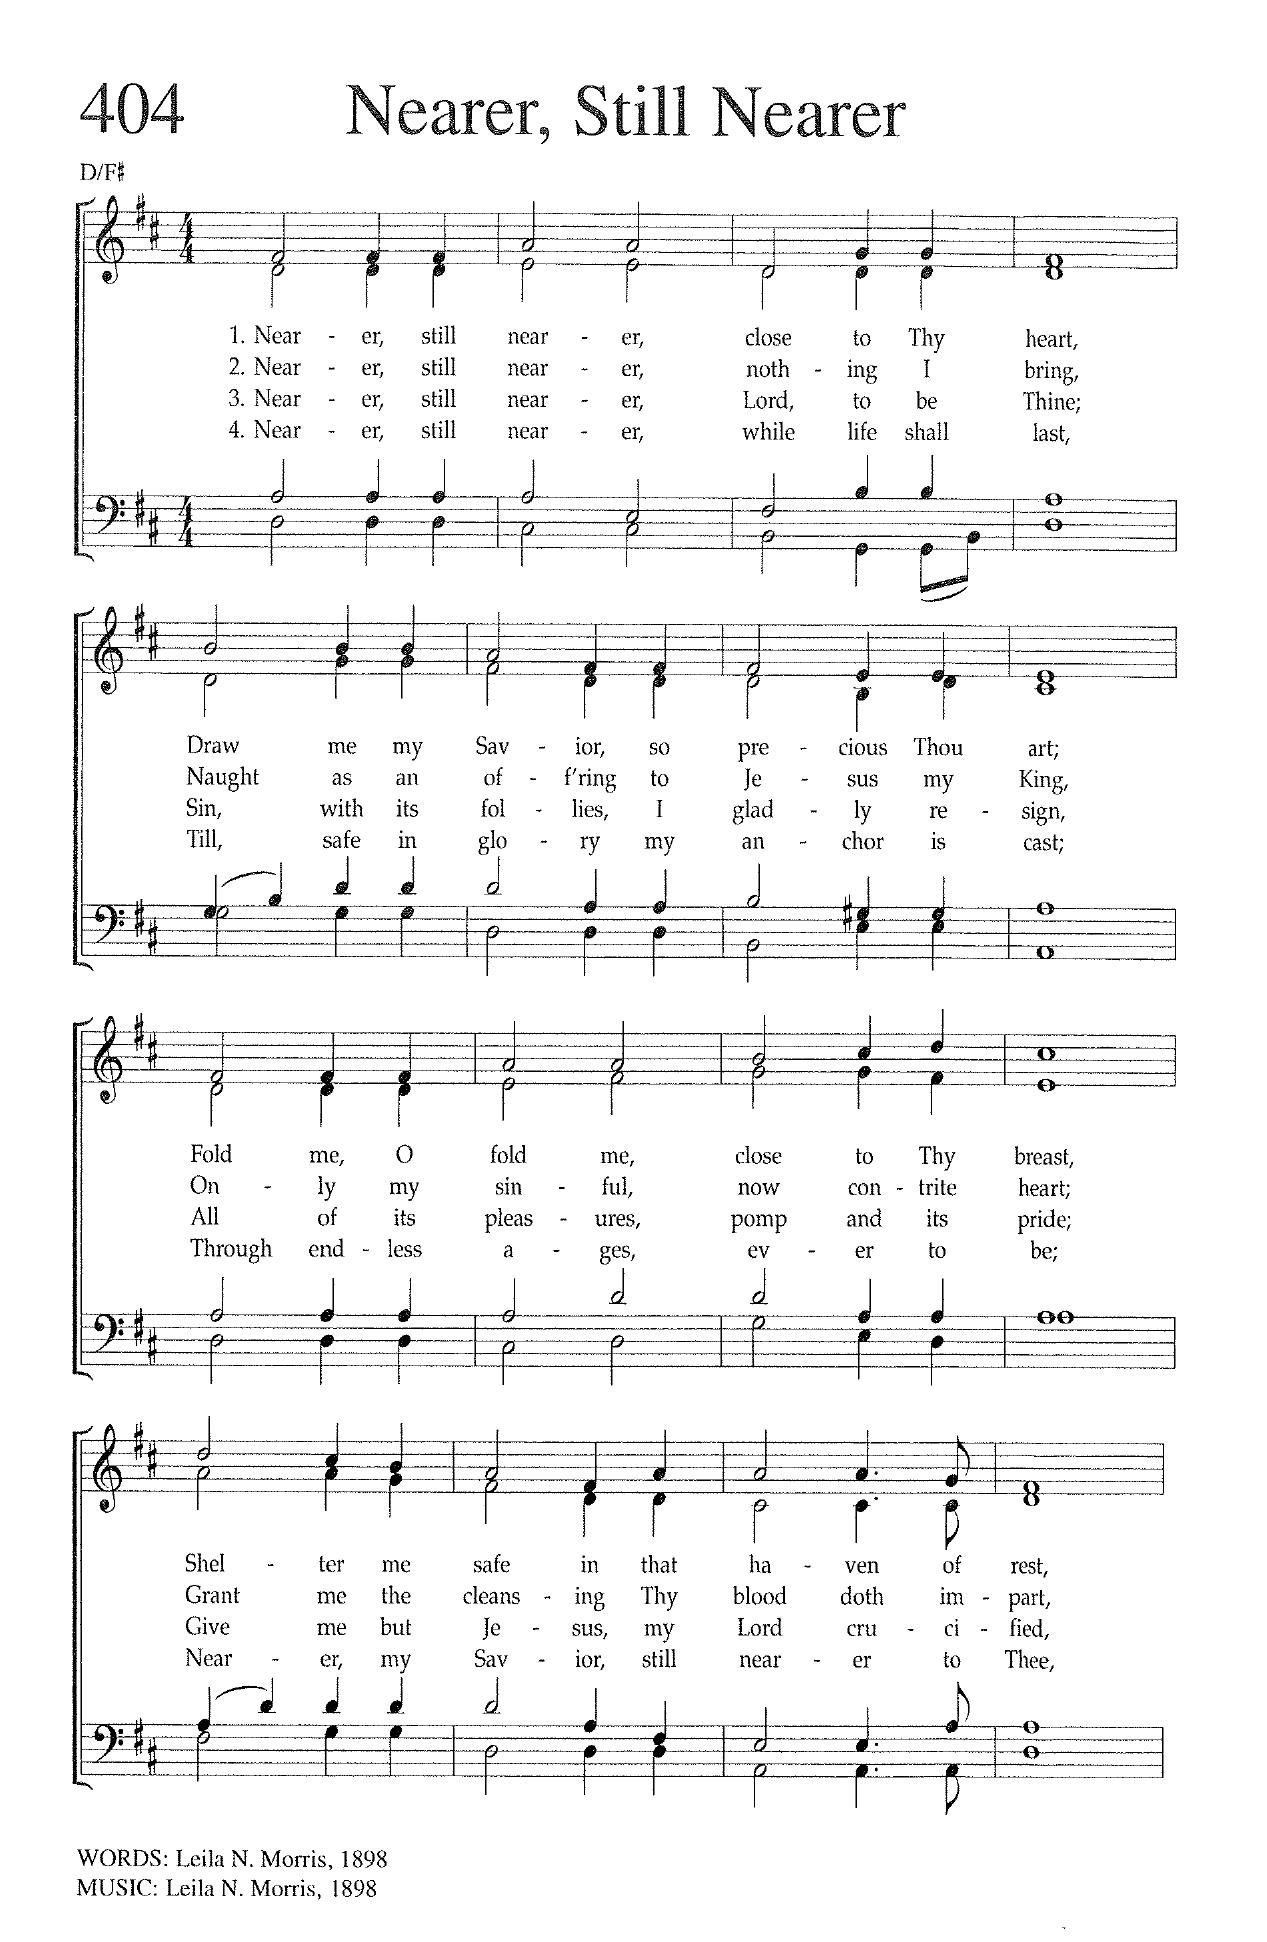 404 Nearer, Still Nearer
D/F♯
1. Near - er, still near - er, close to Thy heart,
2. Near - er, still near - er, noth - ing I bring,
3. Near - er, still near - er, Lord, to be Thine;
4. Near - er, still near - er, while life shall last,
Draw me my Sav - ior, so pre - cious Thou art;
Naught as an of - f'ring to Je - sus my King,
Sin, with its fol - lies, I glad - ly re - sign,
Till, safe in glo - ry my an - chor is cast;
Fold me, O fold me, close to Thy breast,
On - ly my sin - ful, now con - trite heart;
All of its pleas - ures, pomp and its pride;
Through end - less a - ges, ev - er to be;
Shel - ter me safe in that ha - ven of rest,
Grant me the cleans - ing Thy blood doth im - part,
Give me but Je - sus, my Lord cru - ci - fied,
Near - er, my Sav - ior, still near - er to Thee,
WORDS: Leila N. Morris, 1898
MUSIC: Leila N. Morris, 1898